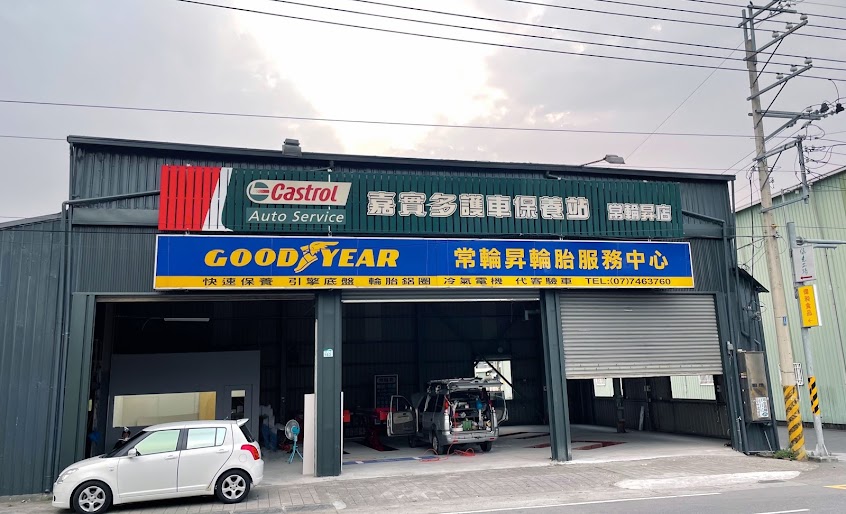 Castrol
Auto Service
嘉實多護車保養站 常輪昇店
GOODYEAR 常輪昇輪胎服務中心
快速保養 引擎底盤 輪胎鋁圈 冷氣電機 代客驗車 TEL:(07)7463760